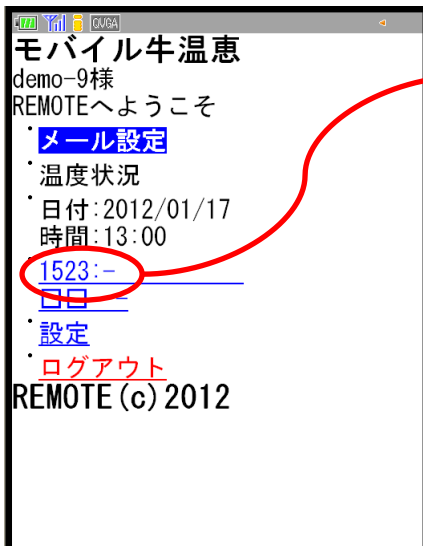 QVGA
モバイル牛温恵
demo-9様
REMOTEへようこそ
メール設定
温度状況
日付:2012/01/17
時間:13:00
1523:-
設定
ログアウト
REMOTE(c)2012